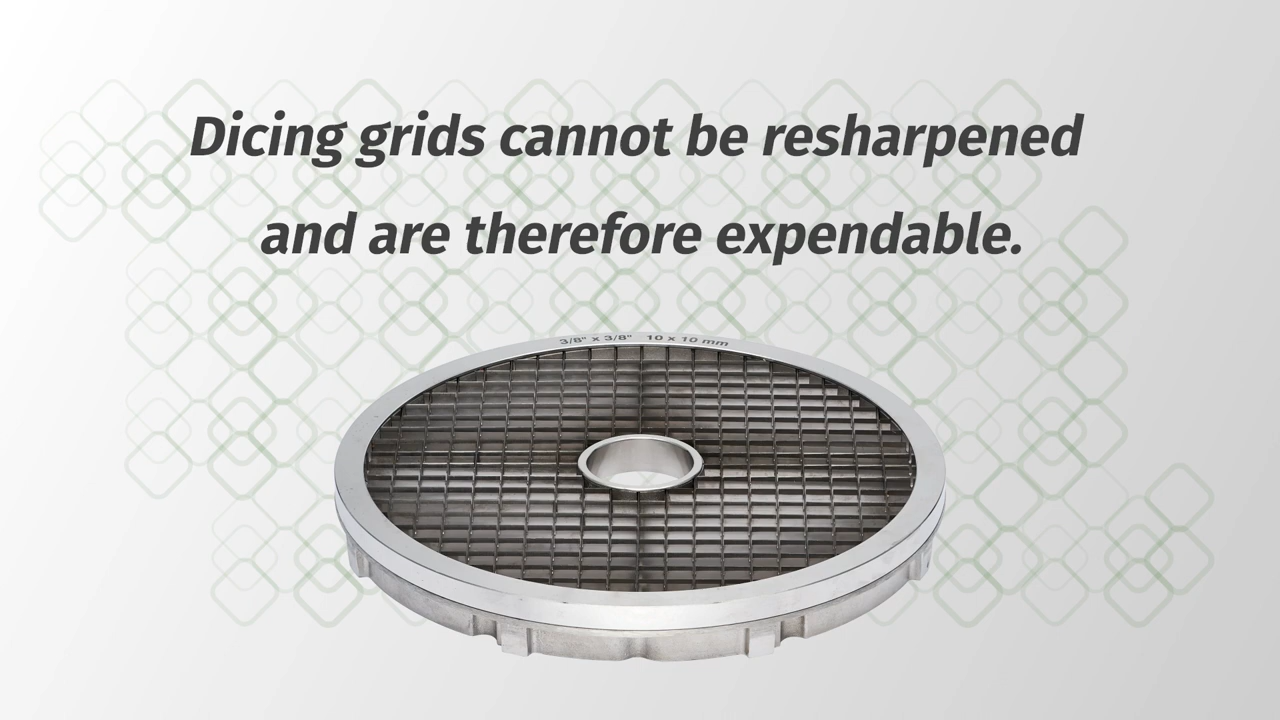 Dicing grids cannot be resharpened
and are therefore expendable.
3/8" x 3/8" 10 x 10 mm